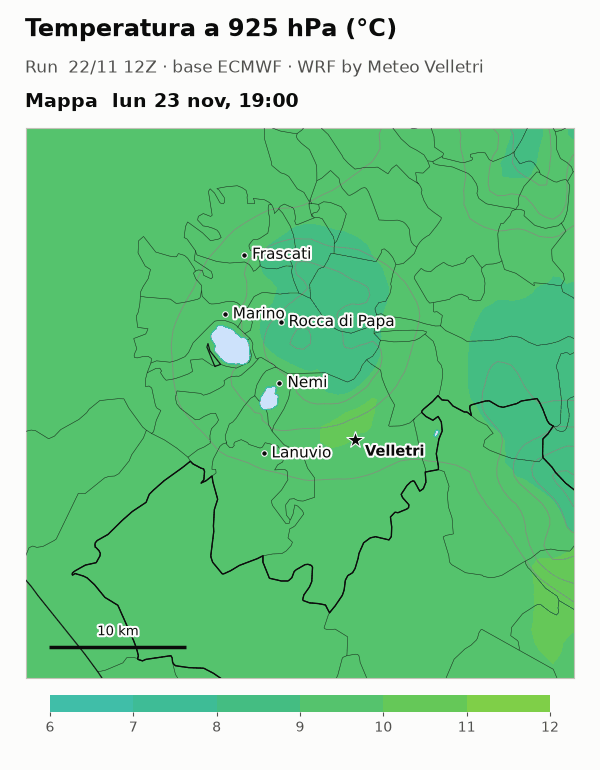 Temperatura a 925 hPa (°C)
Run  22/11 12Z · base ECMWF · WRF by Meteo Velletri
Mappa  lun 23 nov, 19:00
Frascati
Marino
Rocca di Papa
Nemi
Lanuvio
Velletri
10 km
6 7 8 9 10 11 12